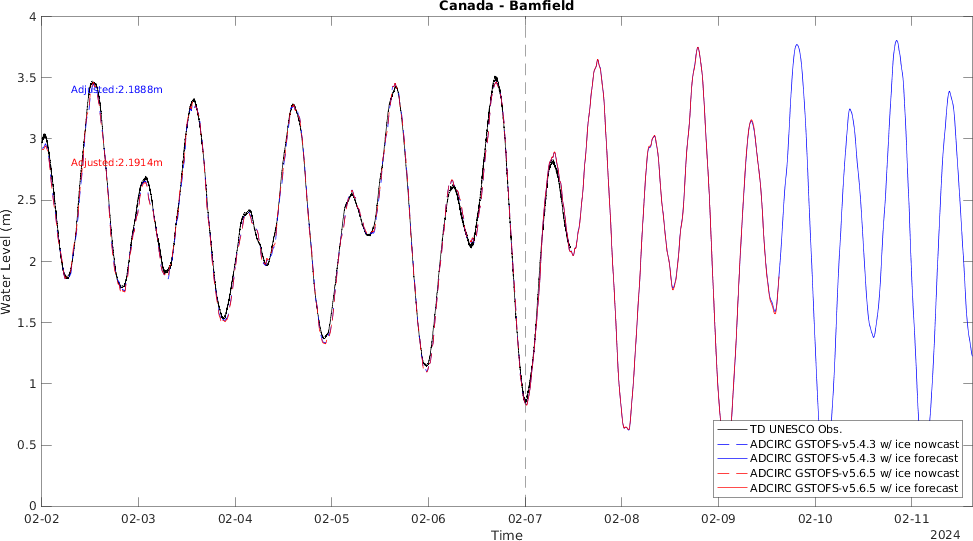 Canada - Bamfield
Water Level (m)
4
3.5
3
2.5
2
1.5
1
0.5
0
Adjusted:2.1888m
Adjusted:2.1914m
TD UNESCO Obs.
ADCIRC GSTOFS-v5.4.3 w/ ice nowcast
ADCIRC GSTOFS-v5.4.3 w/ ice forecast
ADCIRC GSTOFS-v5.6.5 w/ ice nowcast
ADCIRC GSTOFS-v5.6.5 w/ ice forecast
02-02 02-03 02-04 02-05 02-06 02-07 02-08 02-09 02-10 02-11
Time
2024